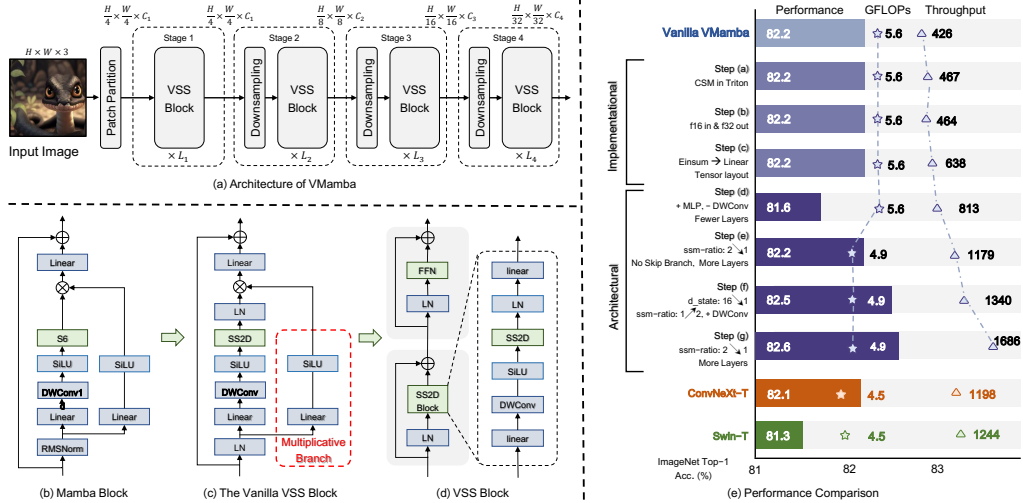 H/4 × W/4 × C₁
H/4 × W/4 × C₁
H/8 × W/8 × C₂
H/16 × W/16 × C₃
H/32 × W/32 × C₄
H × W × 3
Input Image
Patch Partition
Stage 1
VSS
Block
× L₁
Stage 2
Downsampling
VSS
Block
× L₂
Stage 3
Downsampling
VSS
Block
× L₃
Stage 4
Downsampling
VSS
Block
× L₄
(a) Architecture of VMamba
Linear
S6
SiLU
SiLU
DWConv1
d
Linear
Linear
RMSNorm
(b) Mamba Block
Linear
LN
SS2D
SiLU
SiLU
DWConv
Linear
Linear
LN
Multiplicative
Branch
(c) The Vanilla VSS Block
FFN
LN
SS2D
Block
LN
linear
LN
SS2D
SiLU
DWConv
linear
(d) VSS Block
Performance GFLOPs Throughput
Vanilla VMamba 82.2 5.6 426
Implementational
Step (a)
CSM in Triton
82.2 5.6 467
Step (b)
f16 in & f32 out
82.2 5.6 464
Step (c)
Einsum → Linear
Tensor layout
82.2 5.6 638
Architectural
Step (d)
+ MLP, − DWConv
Fewer Layers
81.6 5.6 813
Step (e)
ssm-ratio: 2 ↘ 1
No Skip Branch, More Layers
82.2 4.9 1179
Step (f)
d_state: 16 ↘ 1
ssm-ratio: 1 ↗ 2, + DWConv
82.5 4.9 1340
Step (g)
ssm-ratio: 2 ↘ 1
More Layers
82.6 4.9 1686
ConvNeXt-T 82.1 4.5 1198
Swin-T 81.3 4.5 1244
ImageNet Top-1
Acc. (%)
81 82 83
(e) Performance Comparison